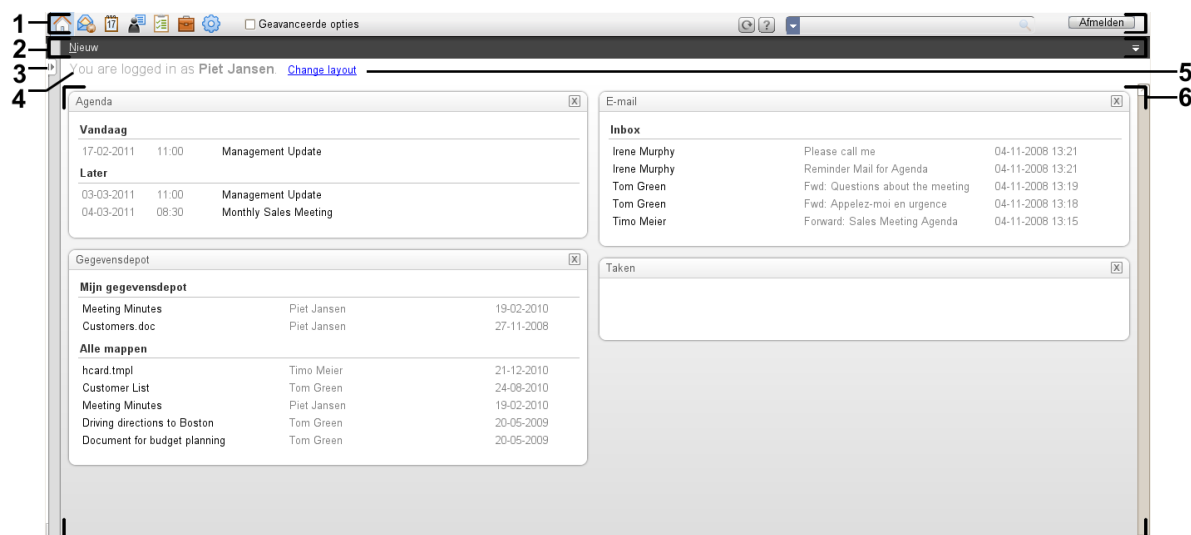 1
17
Geavanceerde opties
?
Afmelden
2
Nieuw
3
You are logged in as Piet Jansen. Change layout
4
5
6
Agenda X
Vandaag
17-02-2011 11:00 Management Update
Later
03-03-2011 11:00 Management Update
04-03-2011 08:30 Monthly Sales Meeting
E-mail X
Inbox
Irene Murphy Please call me 04-11-2008 13:21
Irene Murphy Reminder Mail for Agenda 04-11-2008 13:21
Tom Green Fwd: Questions about the meeting 04-11-2008 13:19
Tom Green Fwd: Appelez-moi en urgence 04-11-2008 13:18
Timo Meier Forward: Sales Meeting Agenda 04-11-2008 13:15
Gegevensdepot X
Mijn gegevensdepot
Meeting Minutes Piet Jansen 19-02-2010
Customers.doc Piet Jansen 27-11-2008
Alle mappen
hcard.tmpl Timo Meier 21-12-2010
Customer List Tom Green 24-08-2010
Meeting Minutes Piet Jansen 19-02-2010
Driving directions to Boston Tom Green 20-05-2009
Document for budget planning Tom Green 20-05-2009
Taken X